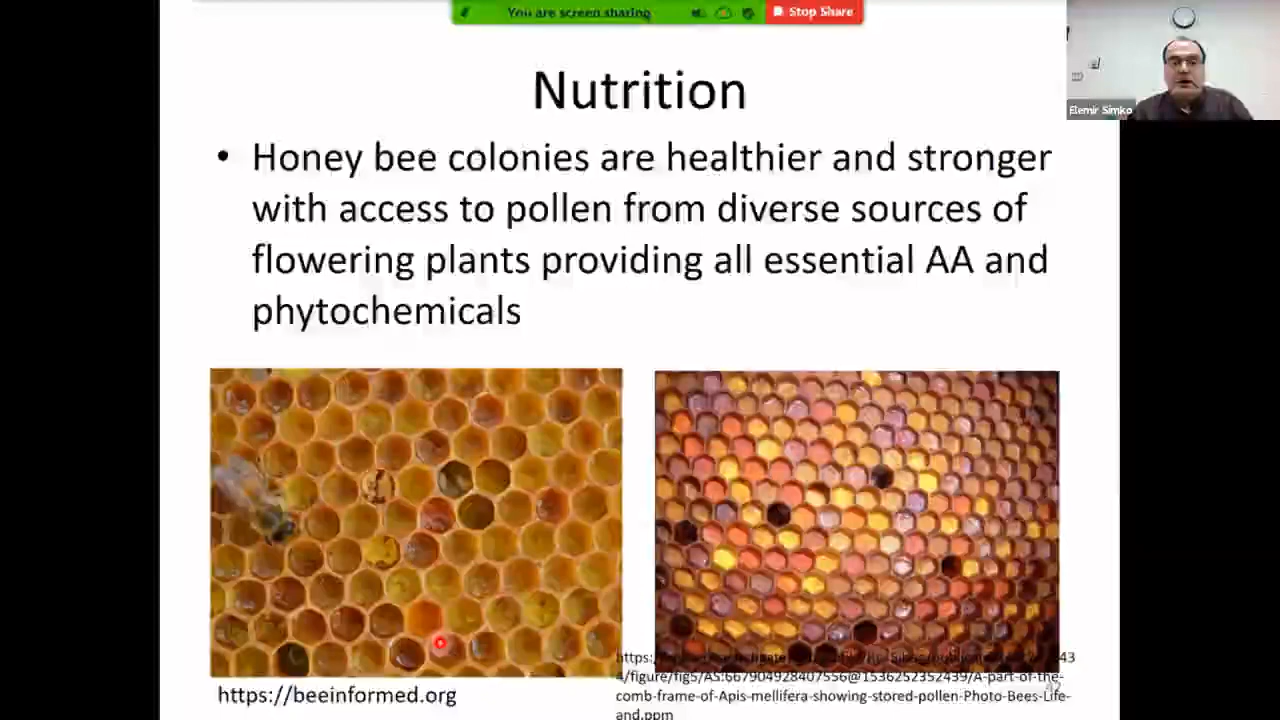 You are screen sharing
Stop Share
Elemir Simko
Nutrition
• Honey bee colonies are healthier and stronger
with access to pollen from diverse sources of
flowering plants providing all essential AA and
phytochemicals
https://beeinformed.org
4/figure/fig5/AS:667904928407556@1536252352439/A-part-of-the-
comb-frame-of-Apis-mellifera-showing-stored-pollen-Photo-Bees-Life-
and.ppm
42